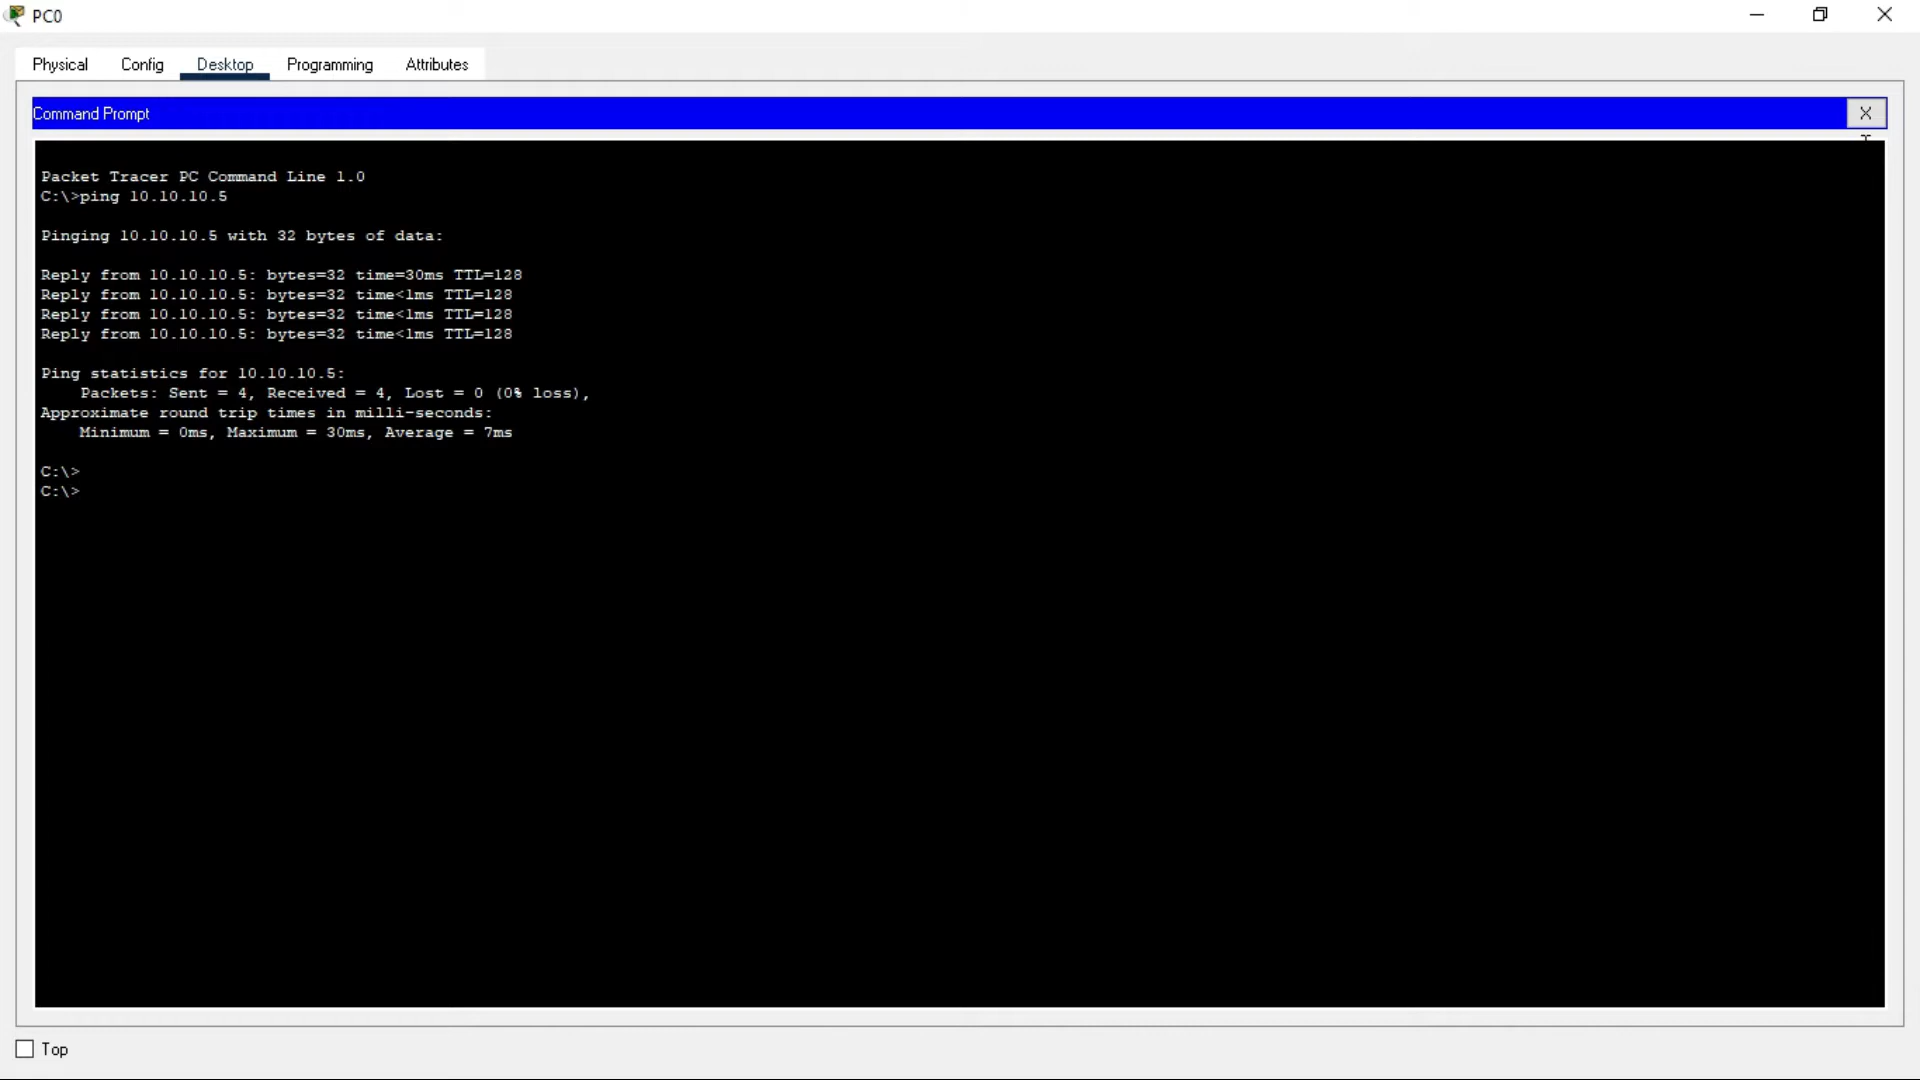 PC0
Physical Config Desktop Programming Attributes
Command Prompt X
Packet Tracer PC Command Line 1.0
C:\>ping 10.10.10.5
Pinging 10.10.10.5 with 32 bytes of data:
Reply from 10.10.10.5: bytes=32 time=30ms TTL=128
Reply from 10.10.10.5: bytes=32 time<1ms TTL=128
Reply from 10.10.10.5: bytes=32 time<1ms TTL=128
Reply from 10.10.10.5: bytes=32 time<1ms TTL=128
Ping statistics for 10.10.10.5:
Packets: Sent = 4, Received = 4, Lost = 0 (0% loss),
Approximate round trip times in milli-seconds:
Minimum = 0ms, Maximum = 30ms, Average = 7ms
C:\>
C:\>
Top